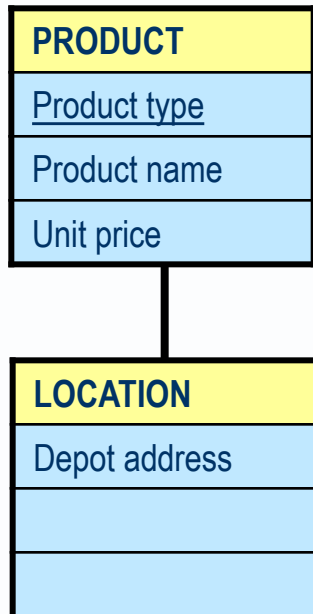 PRODUCT
Product type
Product name
Unit price
LOCATION
Depot address